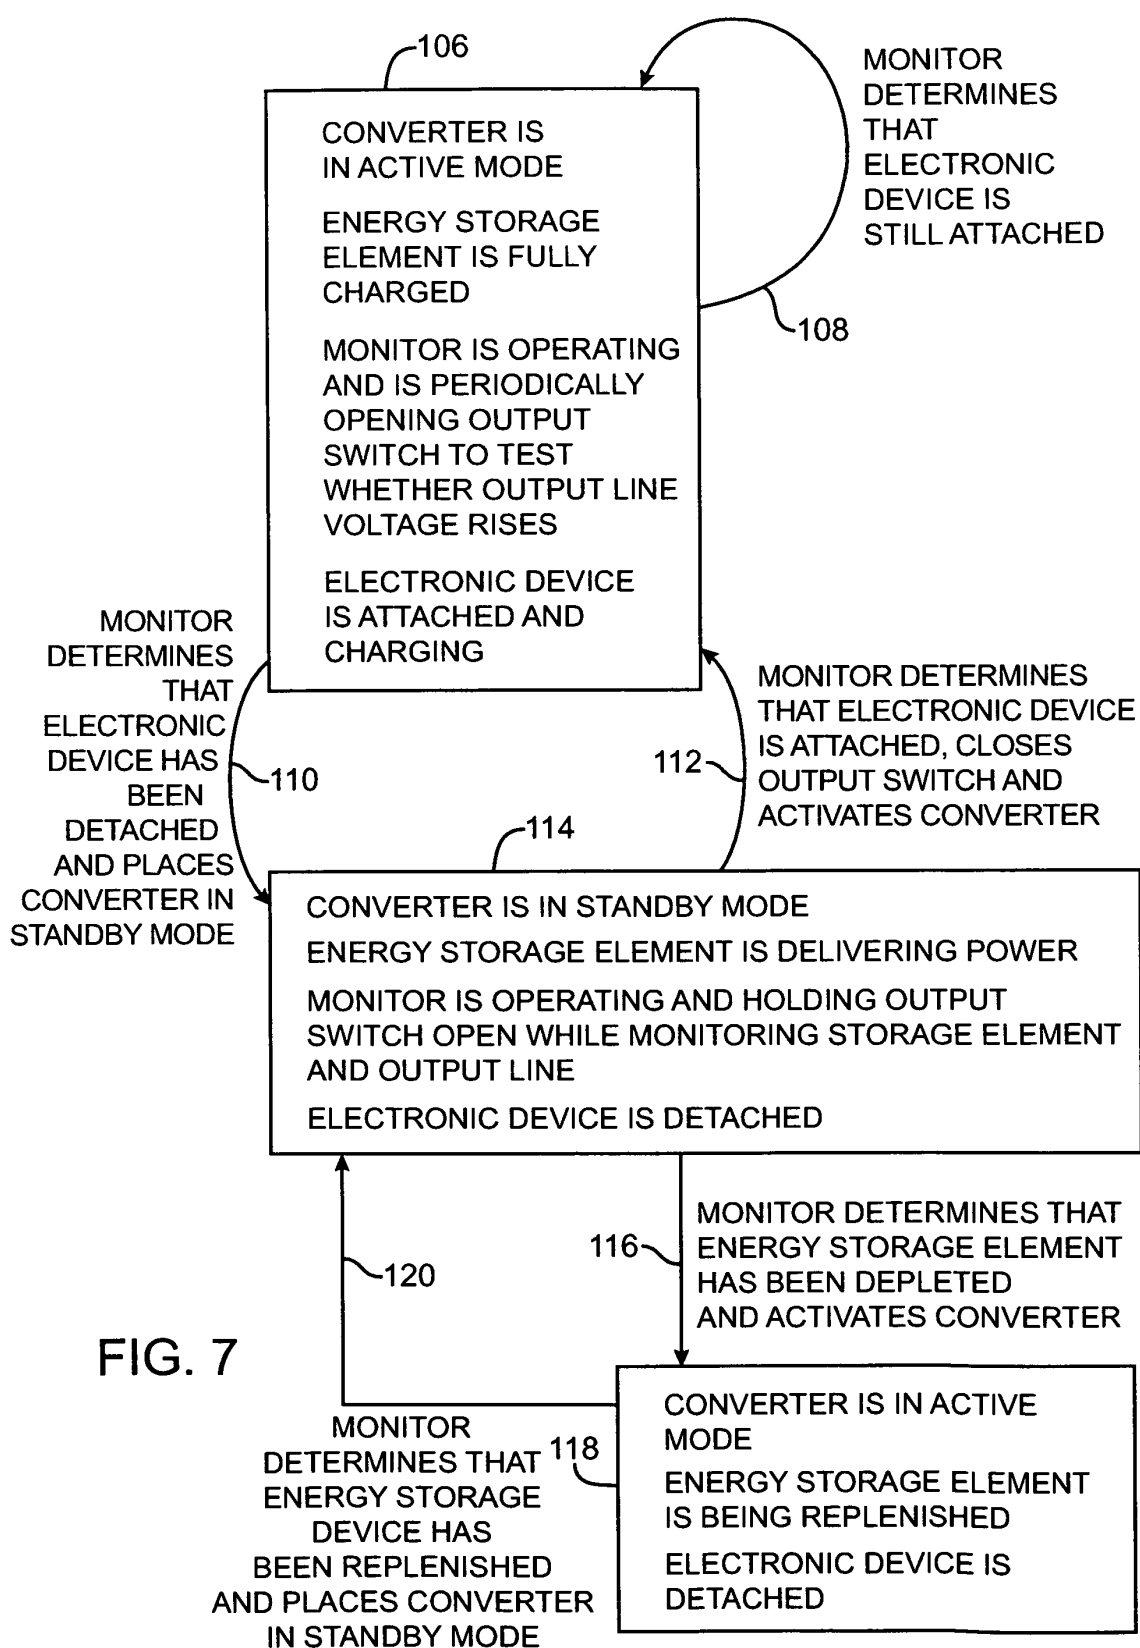 106
CONVERTER IS
IN ACTIVE MODE
ENERGY STORAGE
ELEMENT IS FULLY
CHARGED
MONITOR IS OPERATING
AND IS PERIODICALLY
OPENING OUTPUT
SWITCH TO TEST
WHETHER OUTPUT LINE
VOLTAGE RISES
ELECTRONIC DEVICE
IS ATTACHED AND
CHARGING
MONITOR
DETERMINES
THAT
ELECTRONIC
DEVICE IS
STILL ATTACHED
108
MONITOR
DETERMINES
THAT
ELECTRONIC
DEVICE HAS
BEEN
DETACHED
AND PLACES
CONVERTER IN
STANDBY MODE
110
112
MONITOR DETERMINES
THAT ELECTRONIC DEVICE
IS ATTACHED, CLOSES
OUTPUT SWITCH AND
ACTIVATES CONVERTER
114
CONVERTER IS IN STANDBY MODE
ENERGY STORAGE ELEMENT IS DELIVERING POWER
MONITOR IS OPERATING AND HOLDING OUTPUT
SWITCH OPEN WHILE MONITORING STORAGE ELEMENT
AND OUTPUT LINE
ELECTRONIC DEVICE IS DETACHED
120
116
MONITOR DETERMINES THAT
ENERGY STORAGE ELEMENT
HAS BEEN DEPLETED
AND ACTIVATES CONVERTER
FIG. 7
MONITOR
DETERMINES THAT
ENERGY STORAGE
DEVICE HAS
BEEN REPLENISHED
AND PLACES CONVERTER
IN STANDBY MODE
118
CONVERTER IS IN ACTIVE
MODE
ENERGY STORAGE ELEMENT
IS BEING REPLENISHED
ELECTRONIC DEVICE IS
DETACHED